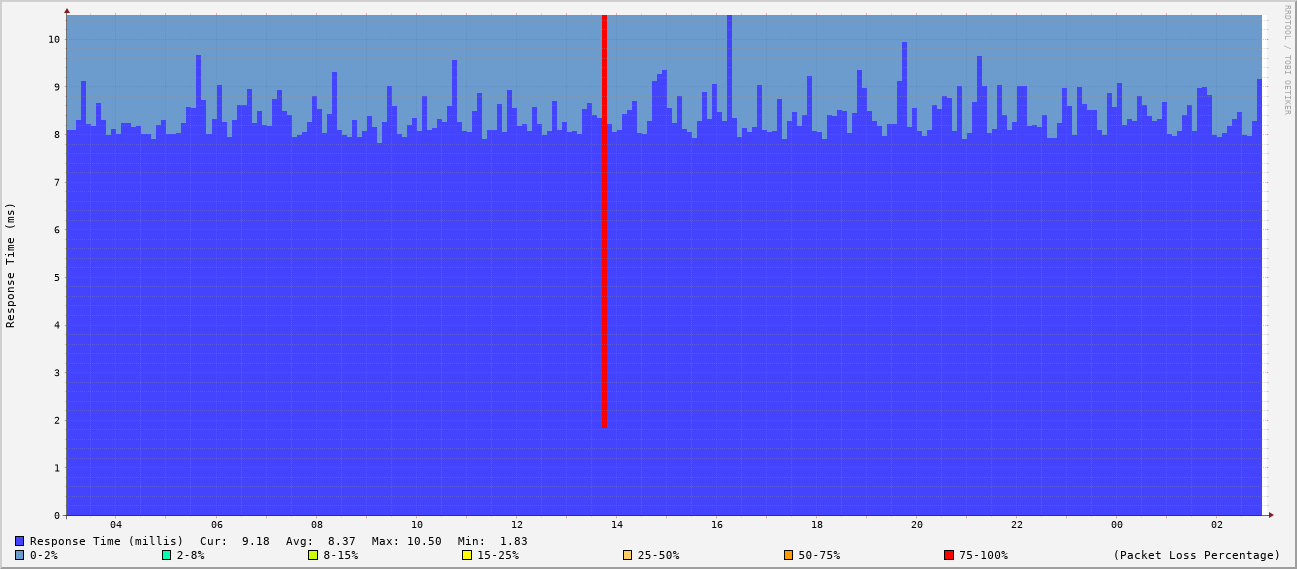 RRDTOOL / TOBI OETIKER
Response Time (ms)
10
9
8
7
6
5
4
3
2
1
0
04 06 08 10 12 14 16 18 20 22 00 02
Response Time (millis) Cur: 9.18 Avg: 8.37 Max: 10.50 Min: 1.83
0-2% 2-8% 8-15% 15-25% 25-50% 50-75% 75-100% (Packet Loss Percentage)